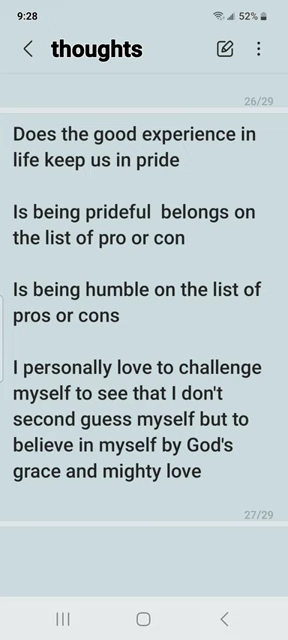 9:28
52%
thoughts
26/29
Does the good experience in
life keep us in pride
Is being prideful belongs on
the list of pro or con
Is being humble on the list of
pros or cons
I personally love to challenge
myself to see that I don't
second guess myself but to
believe in myself by God's
grace and mighty love
27/29